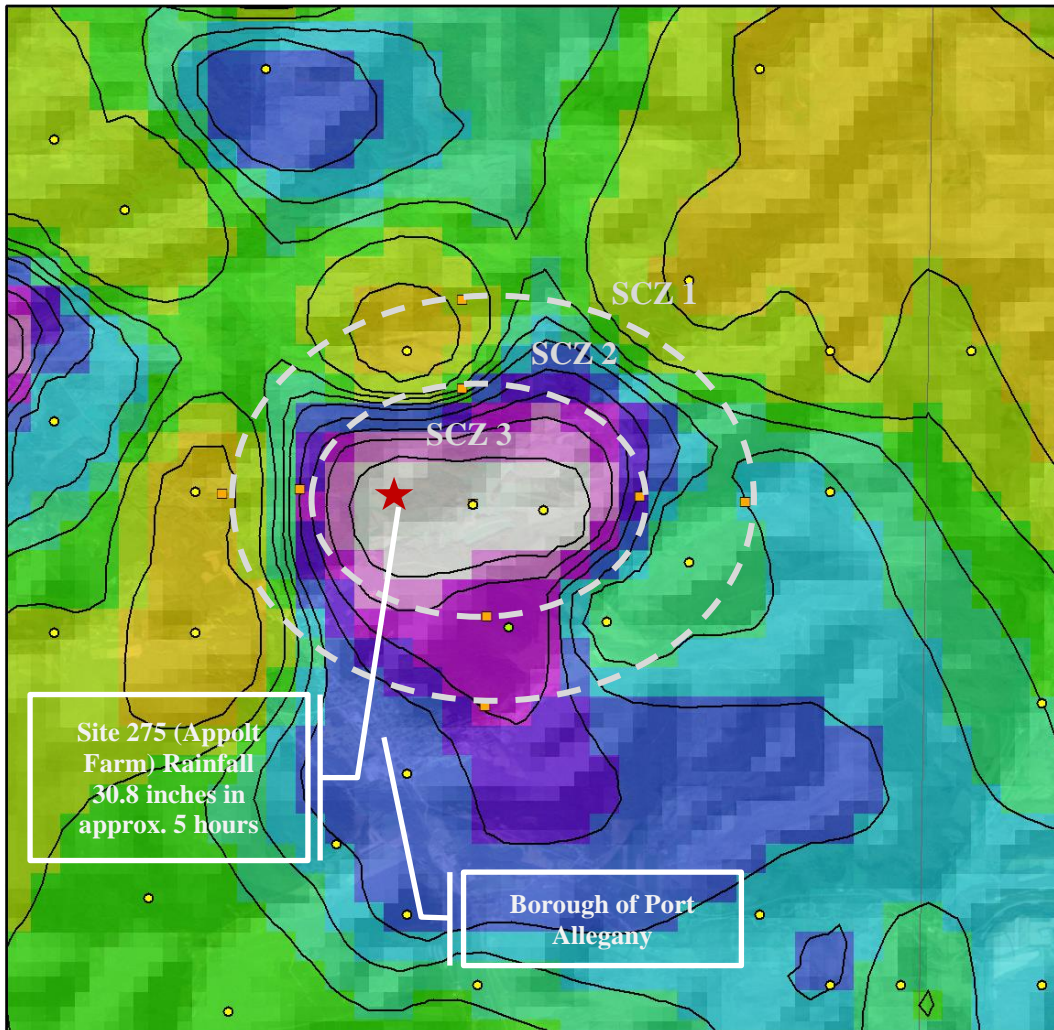 SCZ 1
SCZ 2
SCZ 3
Site 275 (Appolt
Farm) Rainfall
30.8 inches in
approx. 5 hours
Borough of Port
Allegany